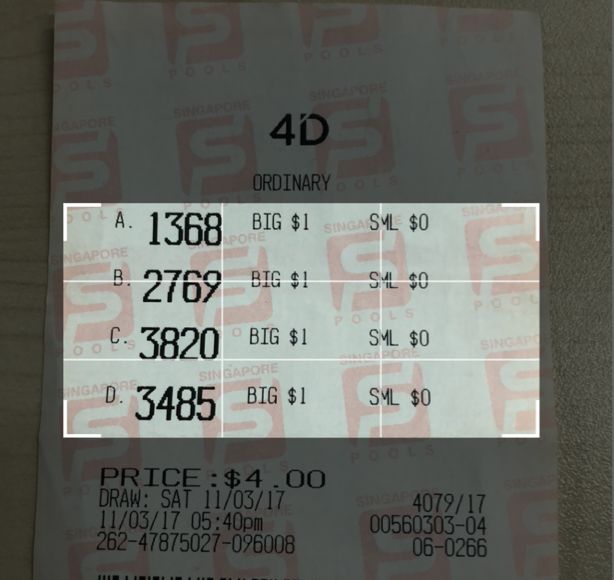 4D
ORDINARY
A. 1368 BIG $1 SML $0
B. 2769 BIG $1 SML $0
C. 3820 BIG $1 SML $0
D. 3485 BIG $1 SML $0
PRICE:$4.00
DRAW: SAT 11/03/17 4079/17
11/03/17 05:40pm 00560303-04
262-47875027-096008 06-0266
SINGAPORE
POOLS